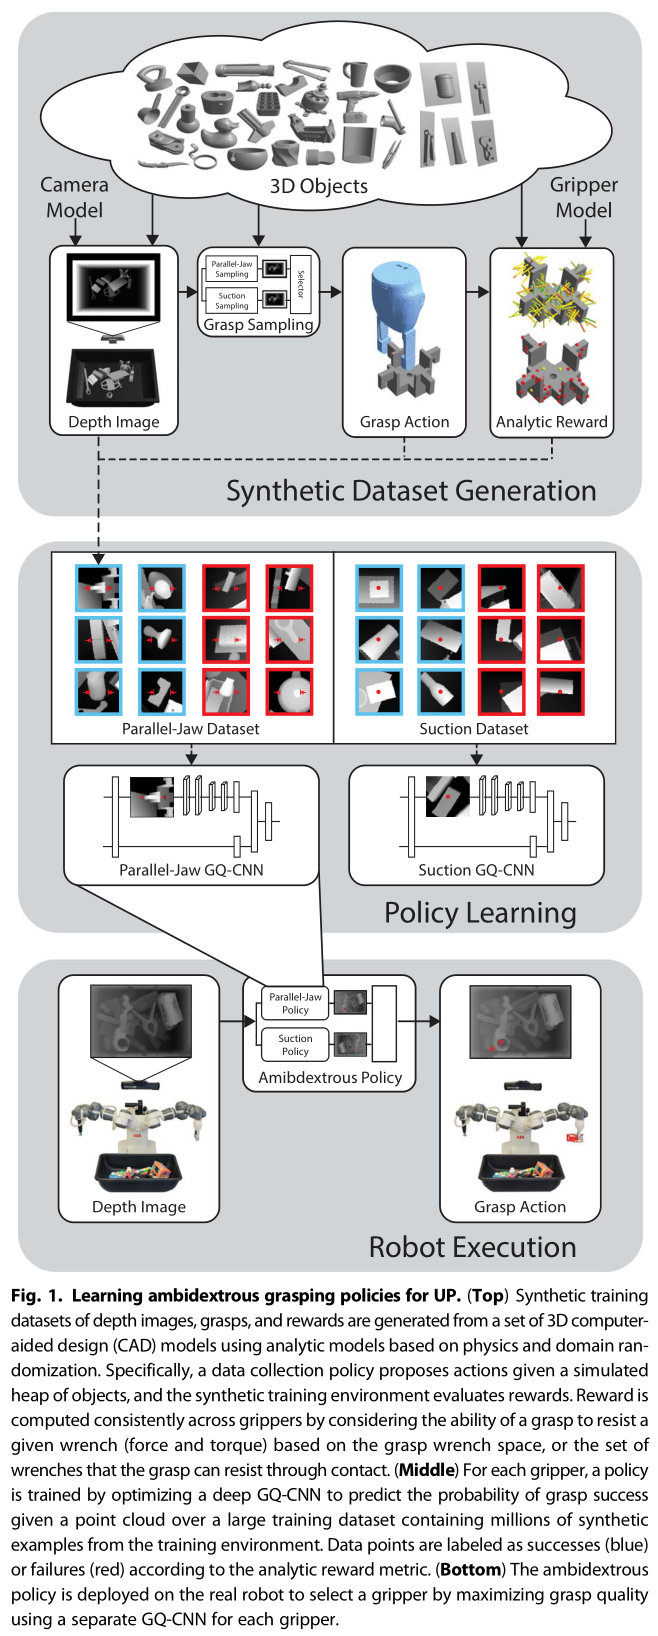 3D Objects
Camera
Model
Gripper
Model
Parallel-Jaw
Sampling
Suction
Sampling
Selector
Grasp Sampling
Depth Image
Grasp Action
Analytic Reward
Synthetic Dataset Generation
Parallel-Jaw Dataset
Suction Dataset
Parallel-Jaw GQ-CNN
Suction GQ-CNN
Policy Learning
Parallel-Jaw
Policy
Suction
Policy
Amibdextrous Policy
Depth Image
Grasp Action
Robot Execution
Fig. 1. Learning ambidextrous grasping policies for UP. (Top) Synthetic training
datasets of depth images, grasps, and rewards are generated from a set of 3D computer-
aided design (CAD) models using analytic models based on physics and domain ran-
domization. Specifically, a data collection policy proposes actions given a simulated
heap of objects, and the synthetic training environment evaluates rewards. Reward is
computed consistently across grippers by considering the ability of a grasp to resist a
given wrench (force and torque) based on the grasp wrench space, or the set of
wrenches that the grasp can resist through contact. (Middle) For each gripper, a policy
is trained by optimizing a deep GQ-CNN to predict the probability of grasp success
given a point cloud over a large training dataset containing millions of synthetic
examples from the training environment. Data points are labeled as successes (blue)
or failures (red) according to the analytic reward metric. (Bottom) The ambidextrous
policy is deployed on the real robot to select a gripper by maximizing grasp quality
using a separate GQ-CNN for each gripper.